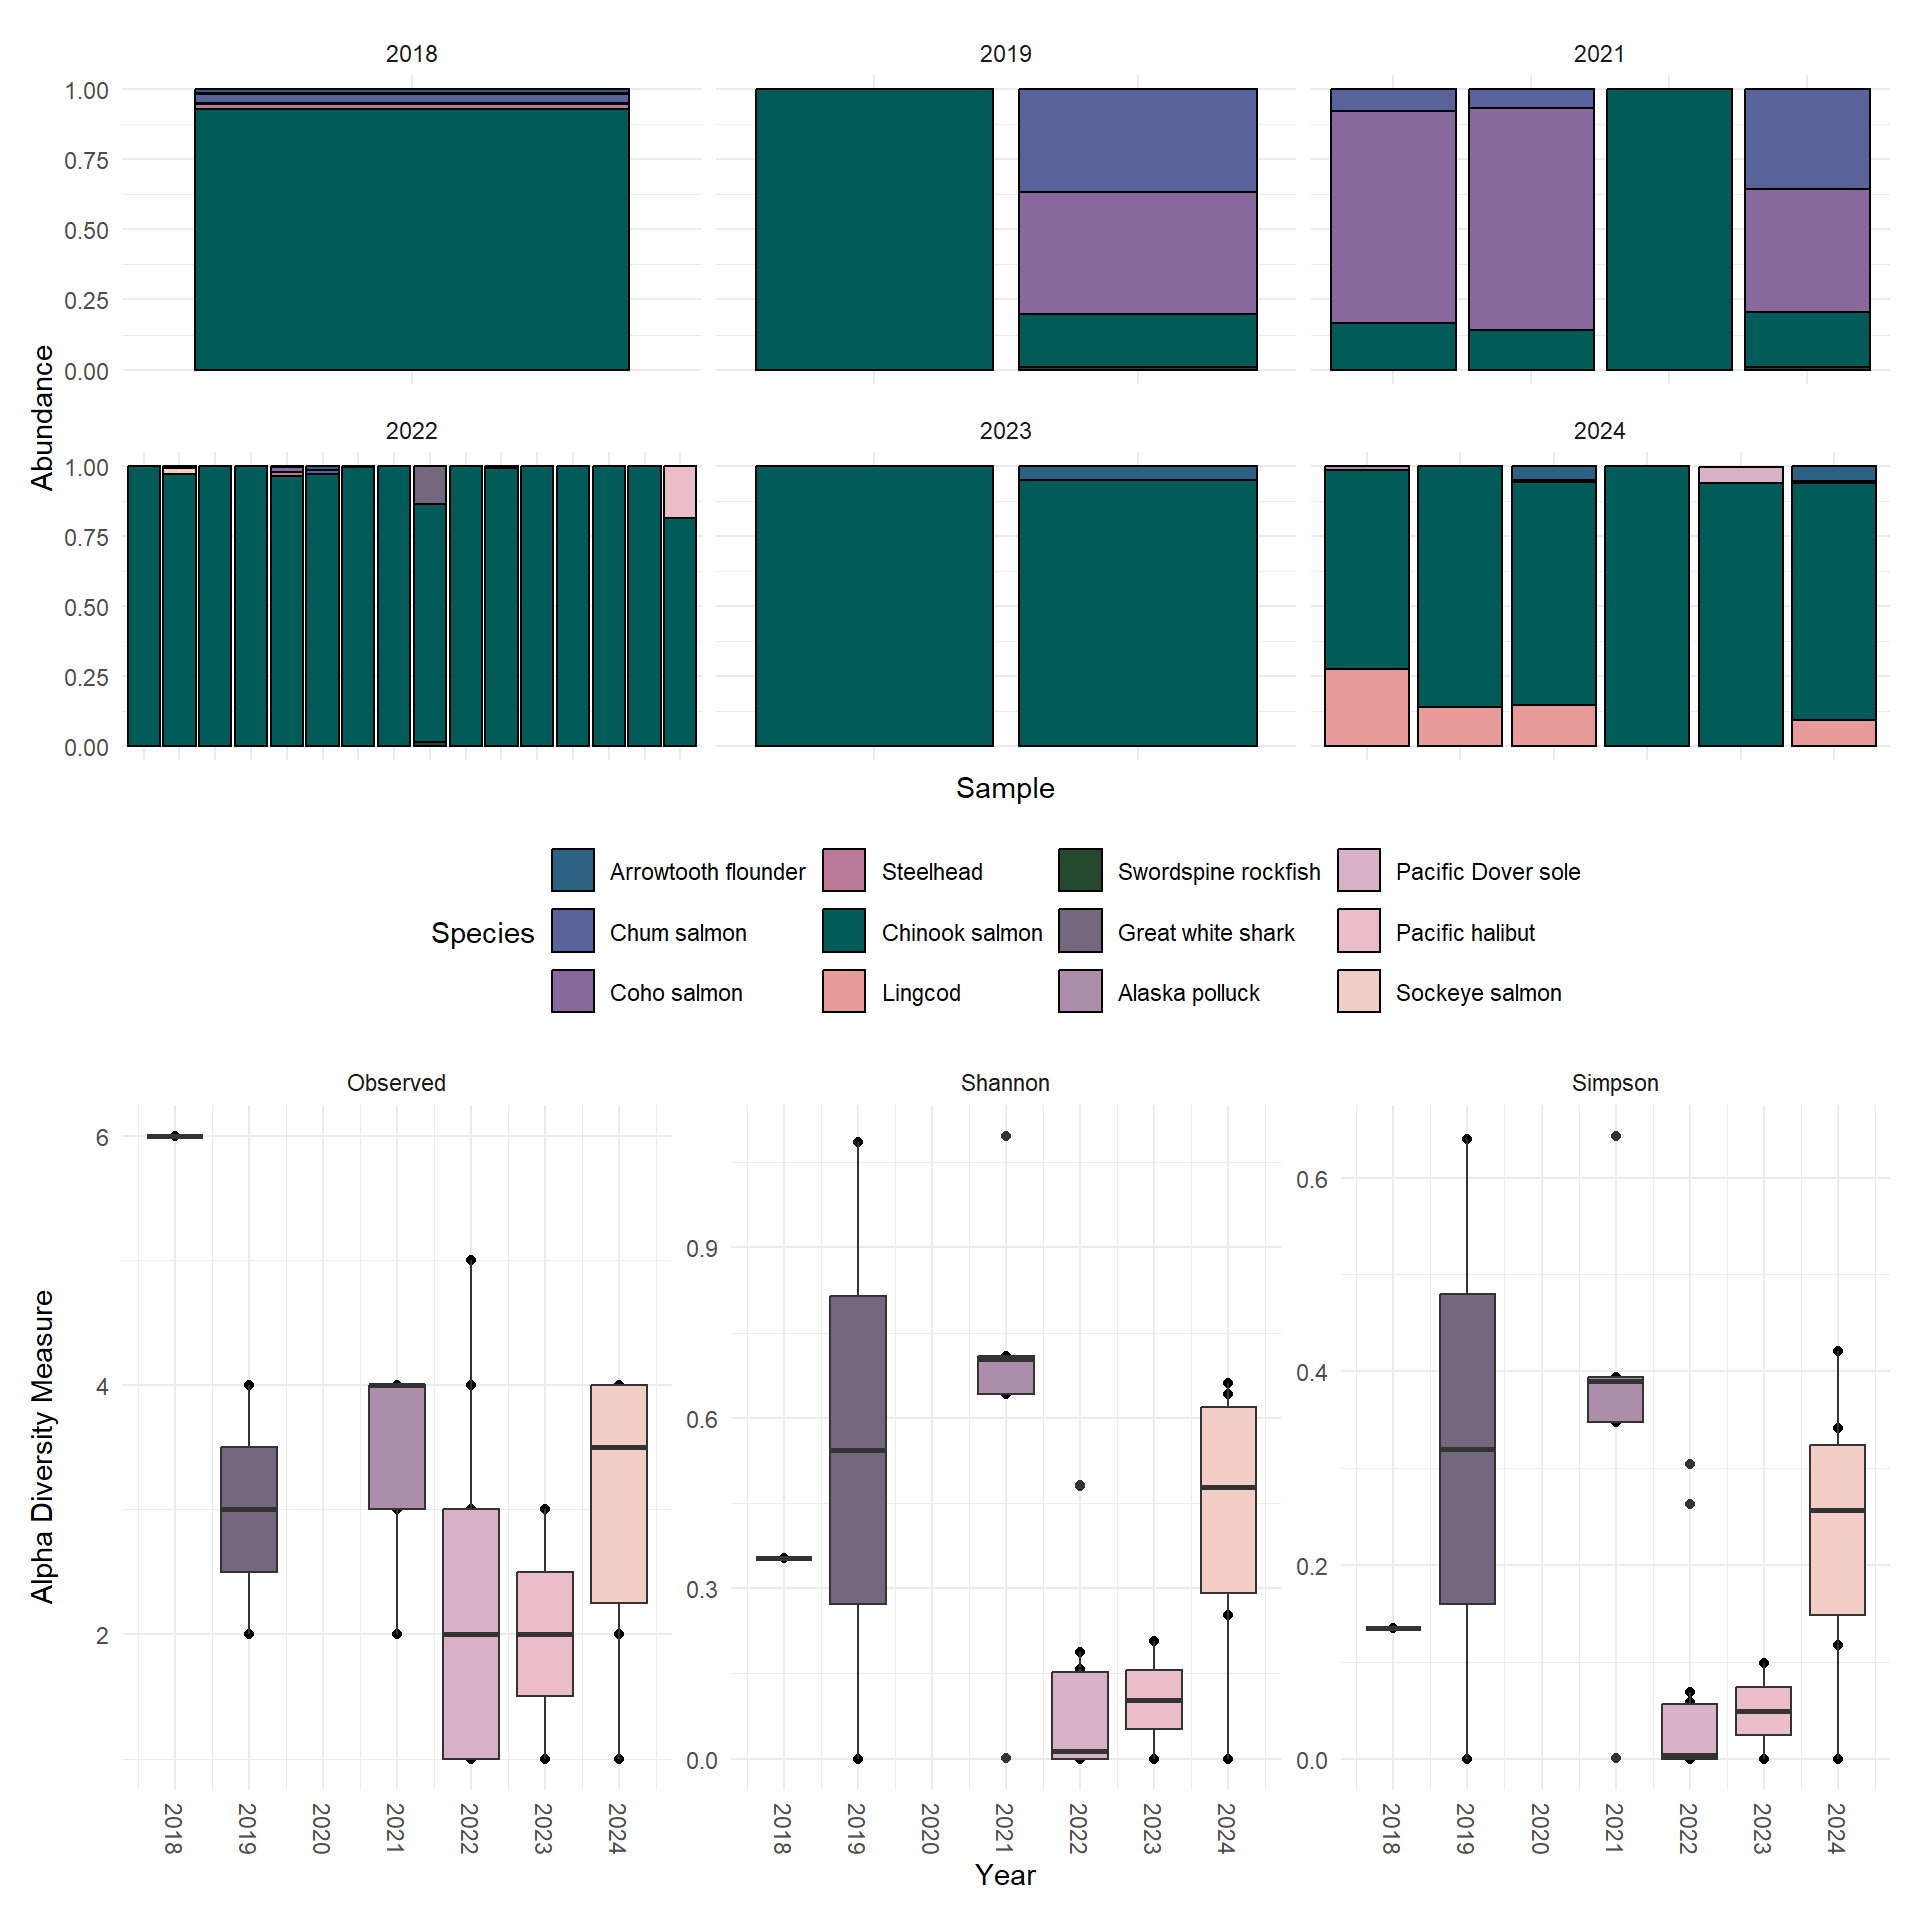 2018 2019 2021
1.00
0.75
0.50
0.25
0.00
Abundance
2022 2023 2024
1.00
0.75
0.50
0.25
0.00
Sample
Species
Arrowtooth flounder Steelhead Swordspine rockfish Pacific Dover sole
Chum salmon Chinook salmon Great white shark Pacific halibut
Coho salmon Lingcod Alaska polluck Sockeye salmon
Observed Shannon Simpson
Alpha Diversity Measure
6
4
2
0.9
0.6
0.3
0.0
0.6
0.4
0.2
0.0
2018 2019 2020 2021 2022 2023 2024
2018 2019 2020 2021 2022 2023 2024
2018 2019 2020 2021 2022 2023 2024
Year